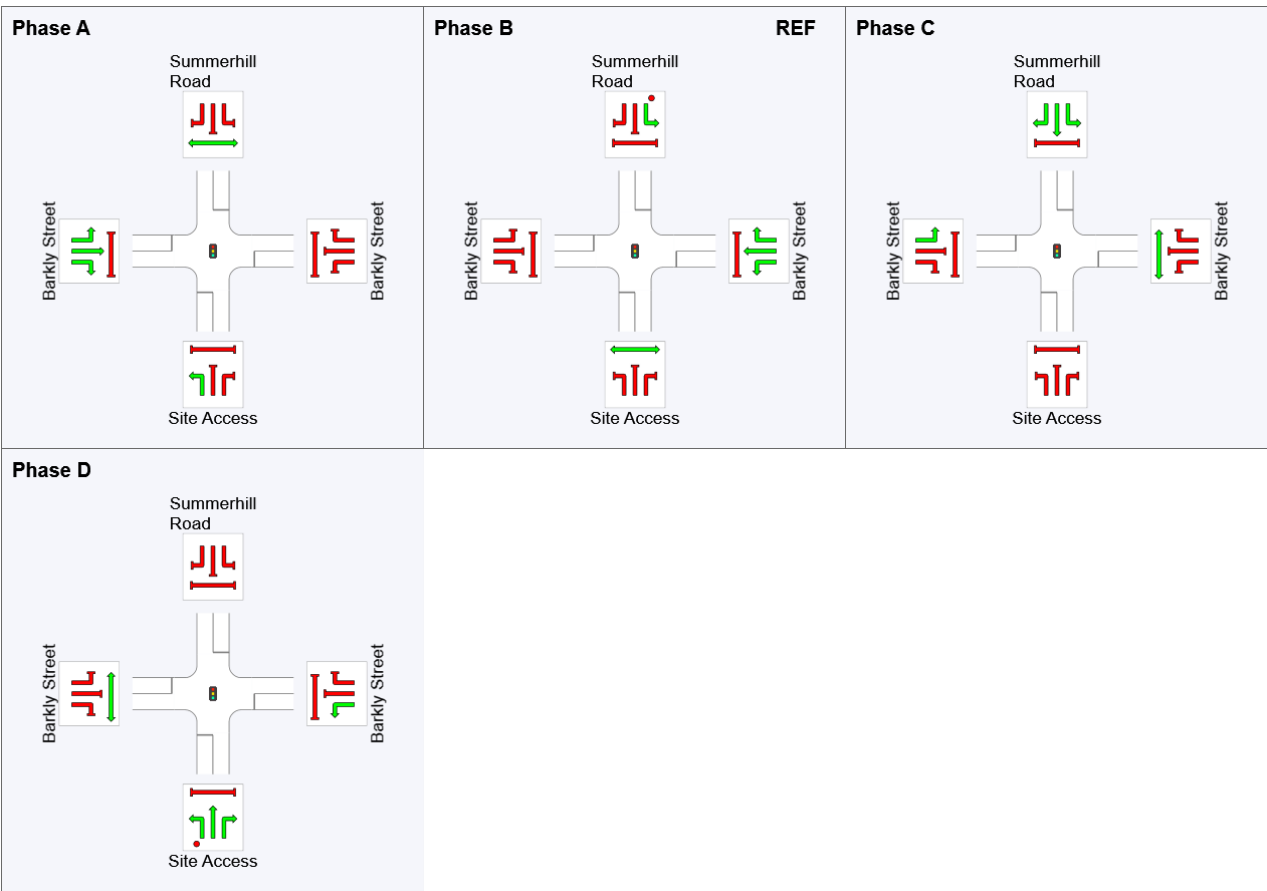 Phase A
Summerhill
Road
Barkly Street
Barkly Street
Site Access
Phase B
REF
Summerhill
Road
Barkly Street
Barkly Street
Site Access
Phase C
Summerhill
Road
Barkly Street
Barkly Street
Site Access
Phase D
Summerhill
Road
Barkly Street
Barkly Street
Site Access